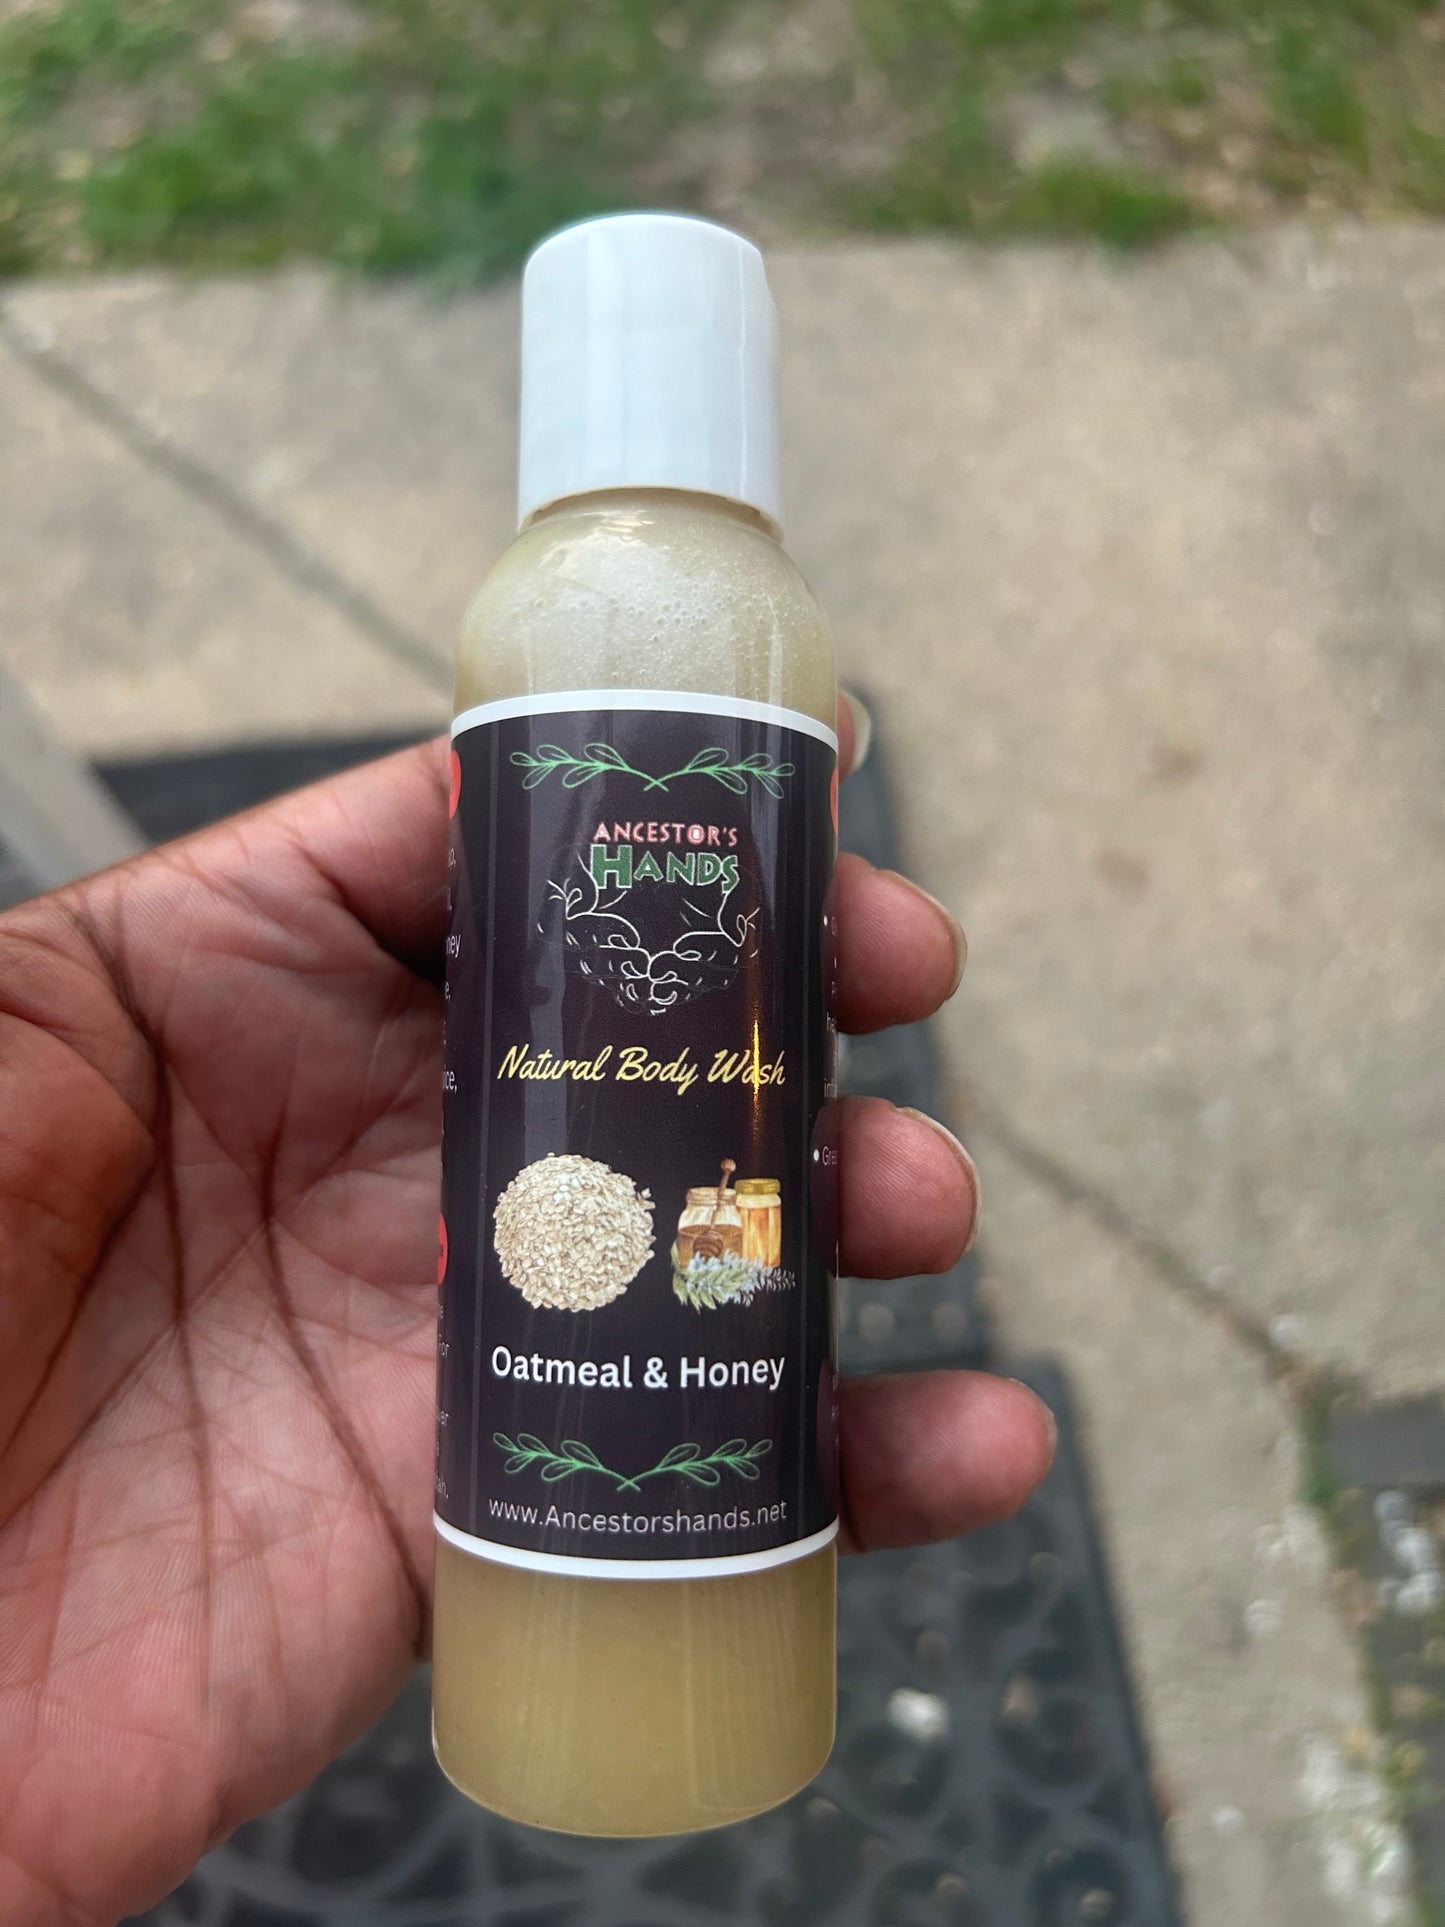 ANCESTOR'S
HANDS
Natural Body Wash
Oatmeal & Honey
www.Ancestorshands.net